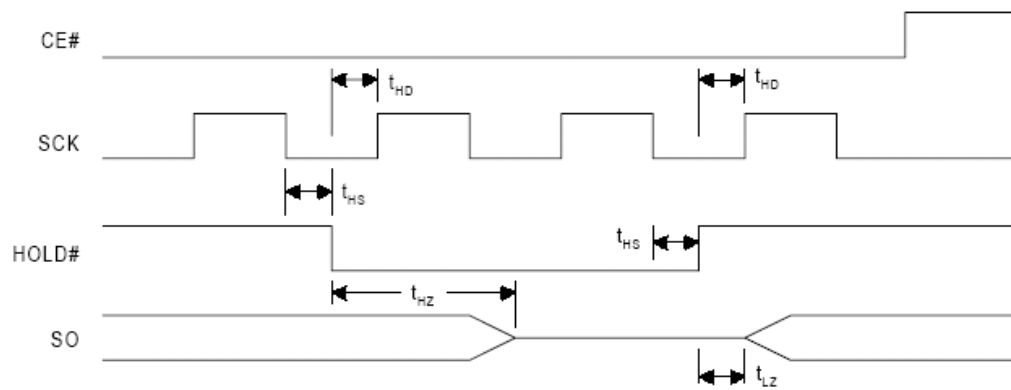 CE#
tHD tHD
SCK
tHS
HOLD# tHS
tHZ
SO
tLZ